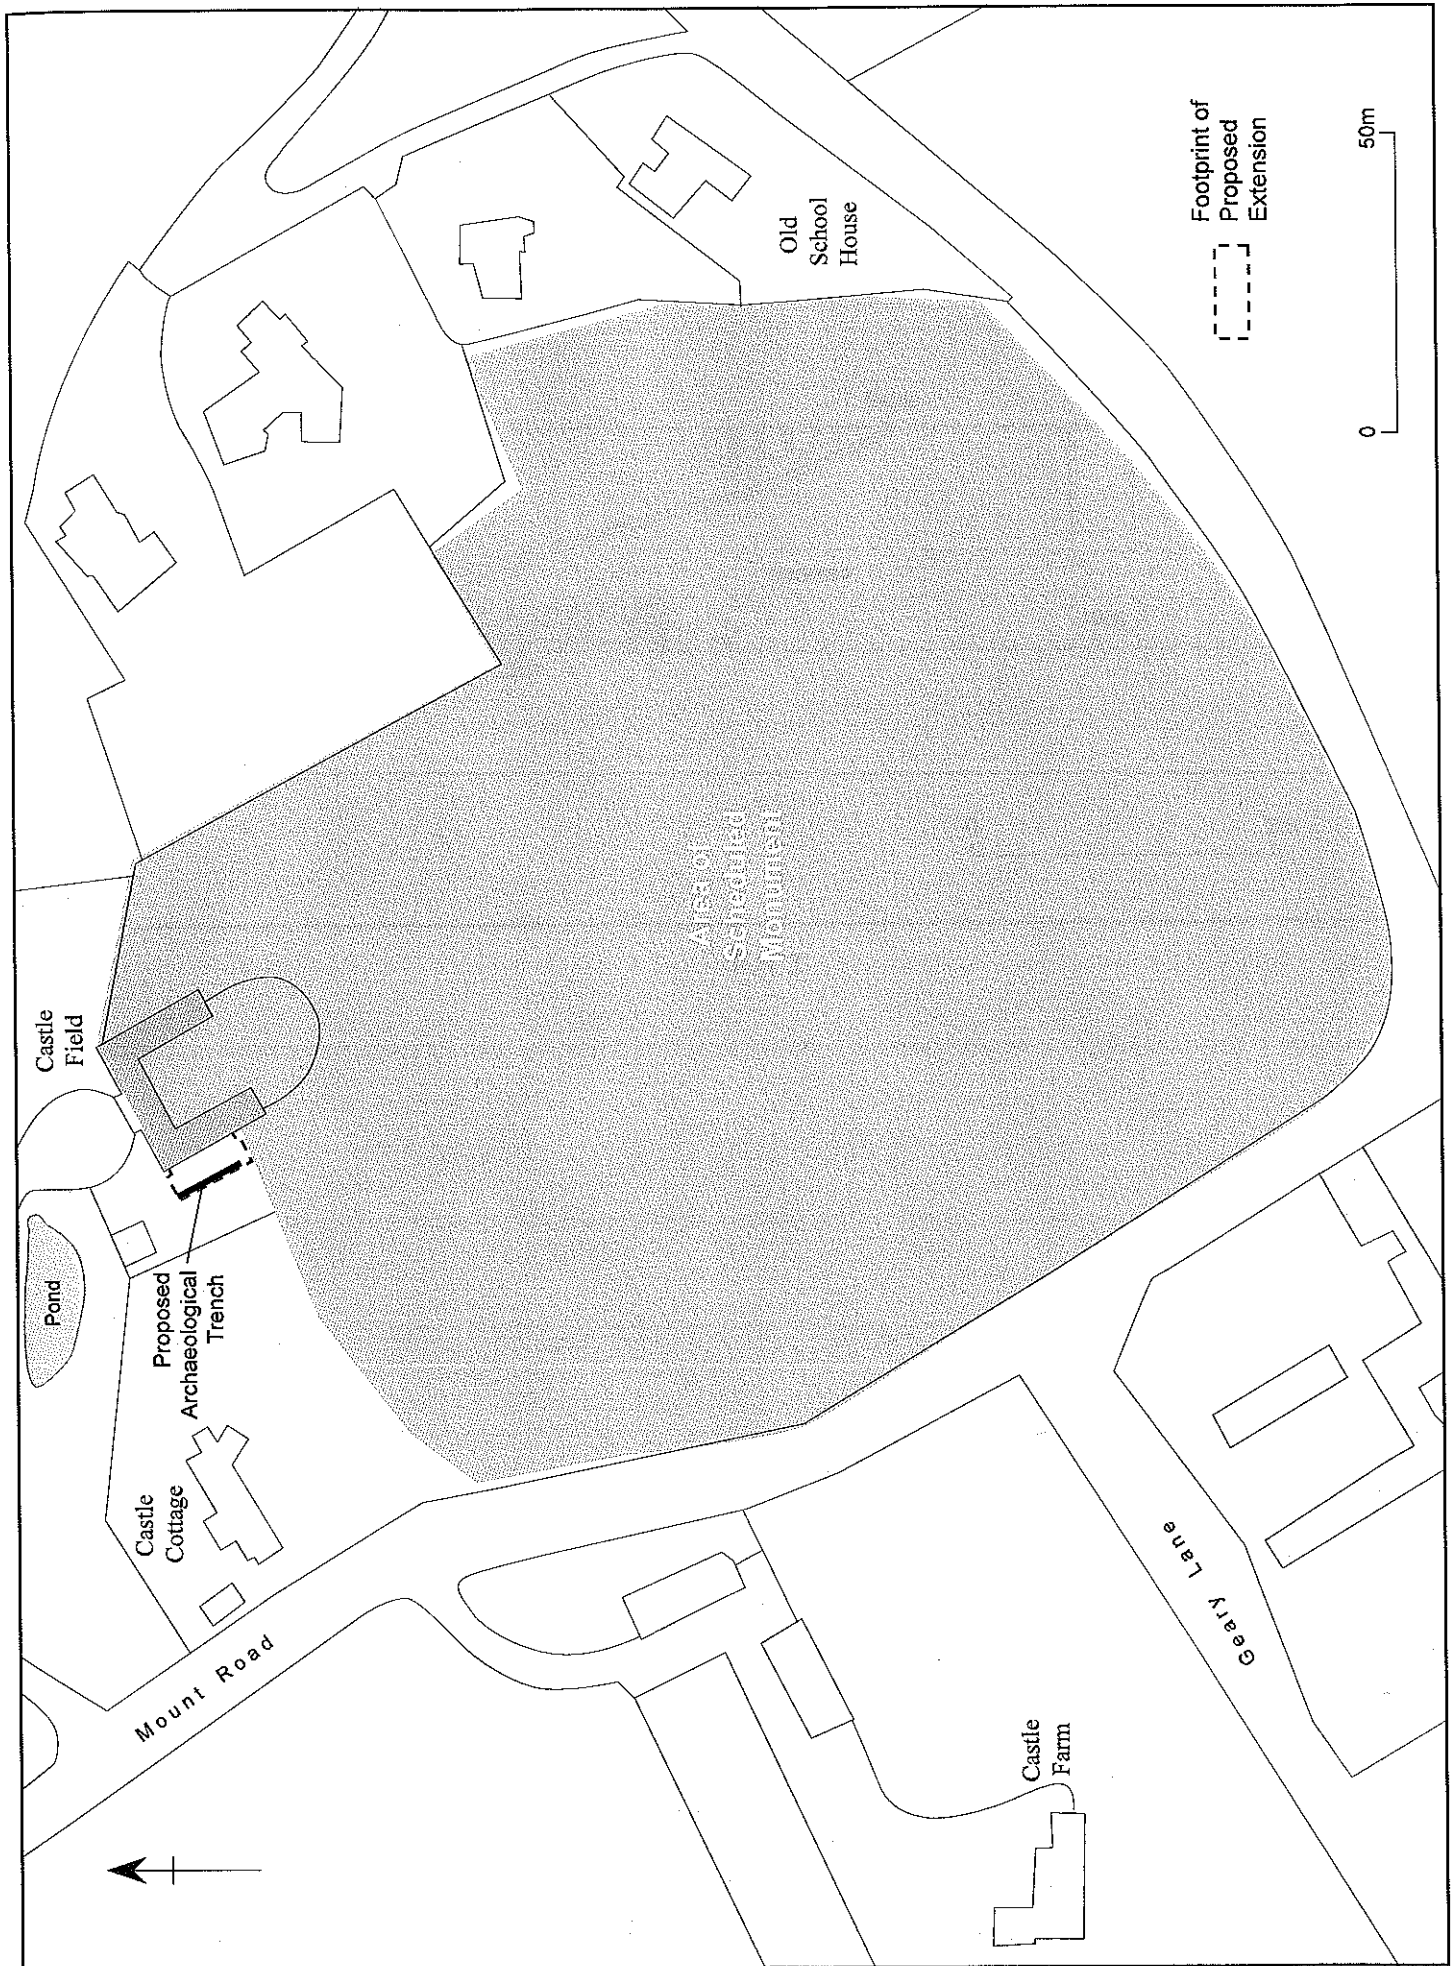 Pond
Castle
Field
Proposed
Archaeological
Trench
Castle
Cottage
Mount Road
Area of
Scheduled
Monument
Old
School
House
Castle
Farm
Geary Lane
Footprint of
Proposed
Extension
0
50m